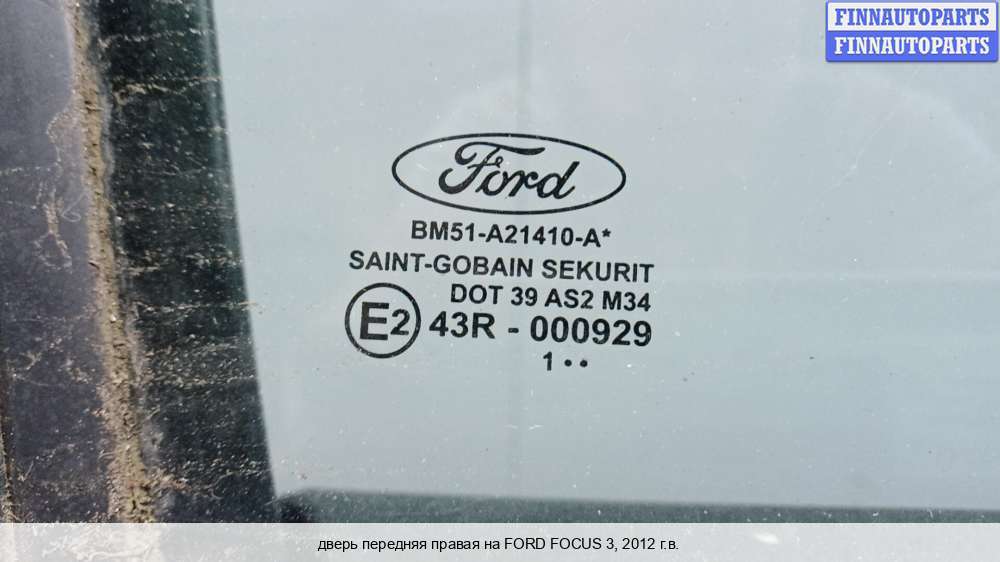 FINNAUTOPARTS
FINNAUTOPARTS
Ford
BM51-A21410-A*
SAINT-GOBAIN SEKURIT
DOT 39 AS2 M34
E2 43R - 000929
1 • •
дверь передняя правая на FORD FOCUS 3, 2012 г.в.